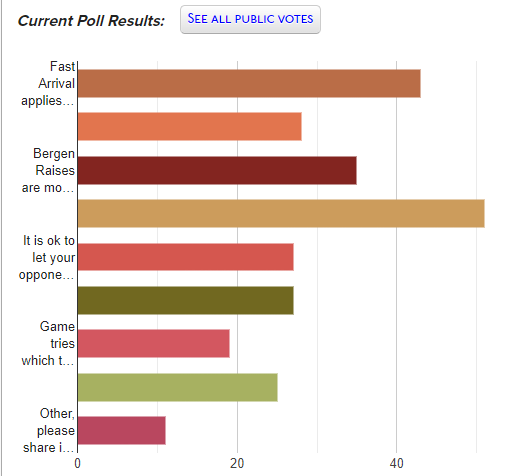 Current Poll Results:
SEE ALL PUBLIC VOTES
Fast
Arrival
applies…
Bergen
Raises
are mo…
It is ok to
let your
oppone…
Game
tries
which t…
Other,
please
share i…
0
20
40